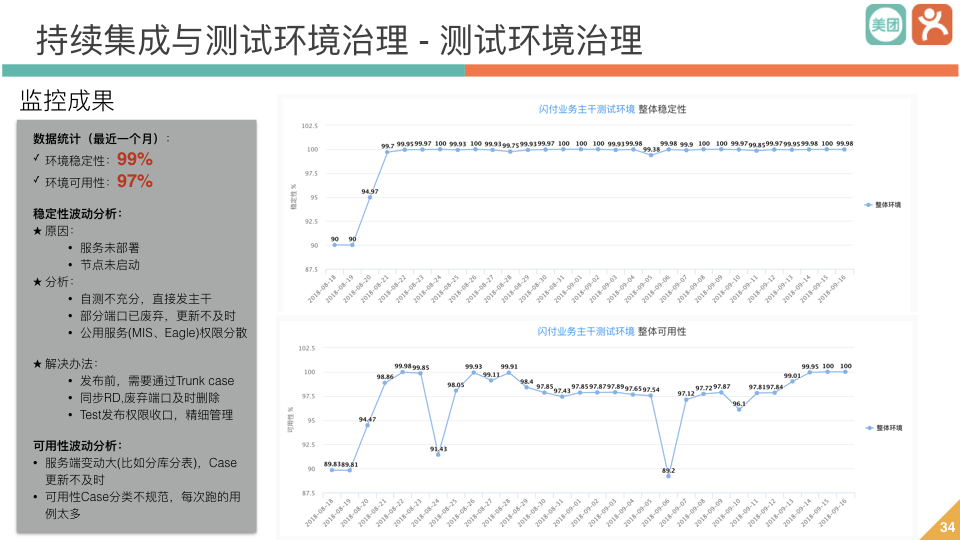 持续集成与测试环境治理 - 测试环境治理
美团
监控成果
数据统计（最近一个月）:
✓ 环境稳定性: 99%
✓ 环境可用性: 97%
稳定性波动分析:
★ 原因:
• 服务未部署
• 节点未启动
★ 分析:
• 自测不充分，直接发主干
• 部分端口已废弃，更新不及时
• 公用服务(MIS、Eagle)权限分散
★ 解决办法:
• 发布前，需要通过Trunk case
• 同步RD,废弃端口及时删除
• Test发布权限收口，精细管理
可用性波动分析:
• 服务端变动大(比如分库分表)，Case
更新不及时
• 可用性Case分类不规范，每次跑的用
例太多
闪付业务主干测试环境 整体稳定性
102.5
100
97.5
95
92.5
90
87.5
稳定性 %
90 90 94.97 99.7 99.95 99.97 100 99.93 100 99.93 99.75 99.93 99.97 100 100 100 99.93 99.98 99.38 99.98 99.9 100 100 99.97 99.85 99.97 99.95 99.98 100 99.98
2018-08-18 2018-08-19 2018-08-20 2018-08-21 2018-08-22 2018-08-23 2018-08-24 2018-08-25 2018-08-26 2018-08-27 2018-08-28 2018-08-29 2018-08-30 2018-08-31 2018-09-01 2018-09-02 2018-09-03 2018-09-04 2018-09-05 2018-09-06 2018-09-07 2018-09-08 2018-09-09 2018-09-10 2018-09-11 2018-09-12 2018-09-13 2018-09-14 2018-09-15 2018-09-16
整体环境
闪付业务主干测试环境 整体可用性
102.5
100
97.5
95
92.5
90
87.5
可用性 %
89.83 89.81 94.47 98.86 99.98 99.85 91.43 98.05 99.93 99.11 99.91 98.4 97.85 97.43 97.85 97.87 97.89 97.65 97.54 89.2 97.12 97.72 97.87 96.1 97.81 97.84 99.01 99.95 100 100
2018-08-18 2018-08-19 2018-08-20 2018-08-21 2018-08-22 2018-08-23 2018-08-24 2018-08-25 2018-08-26 2018-08-27 2018-08-28 2018-08-29 2018-08-30 2018-08-31 2018-09-01 2018-09-02 2018-09-03 2018-09-04 2018-09-05 2018-09-06 2018-09-07 2018-09-08 2018-09-09 2018-09-10 2018-09-11 2018-09-12 2018-09-13 2018-09-14 2018-09-15 2018-09-16
整体环境
34